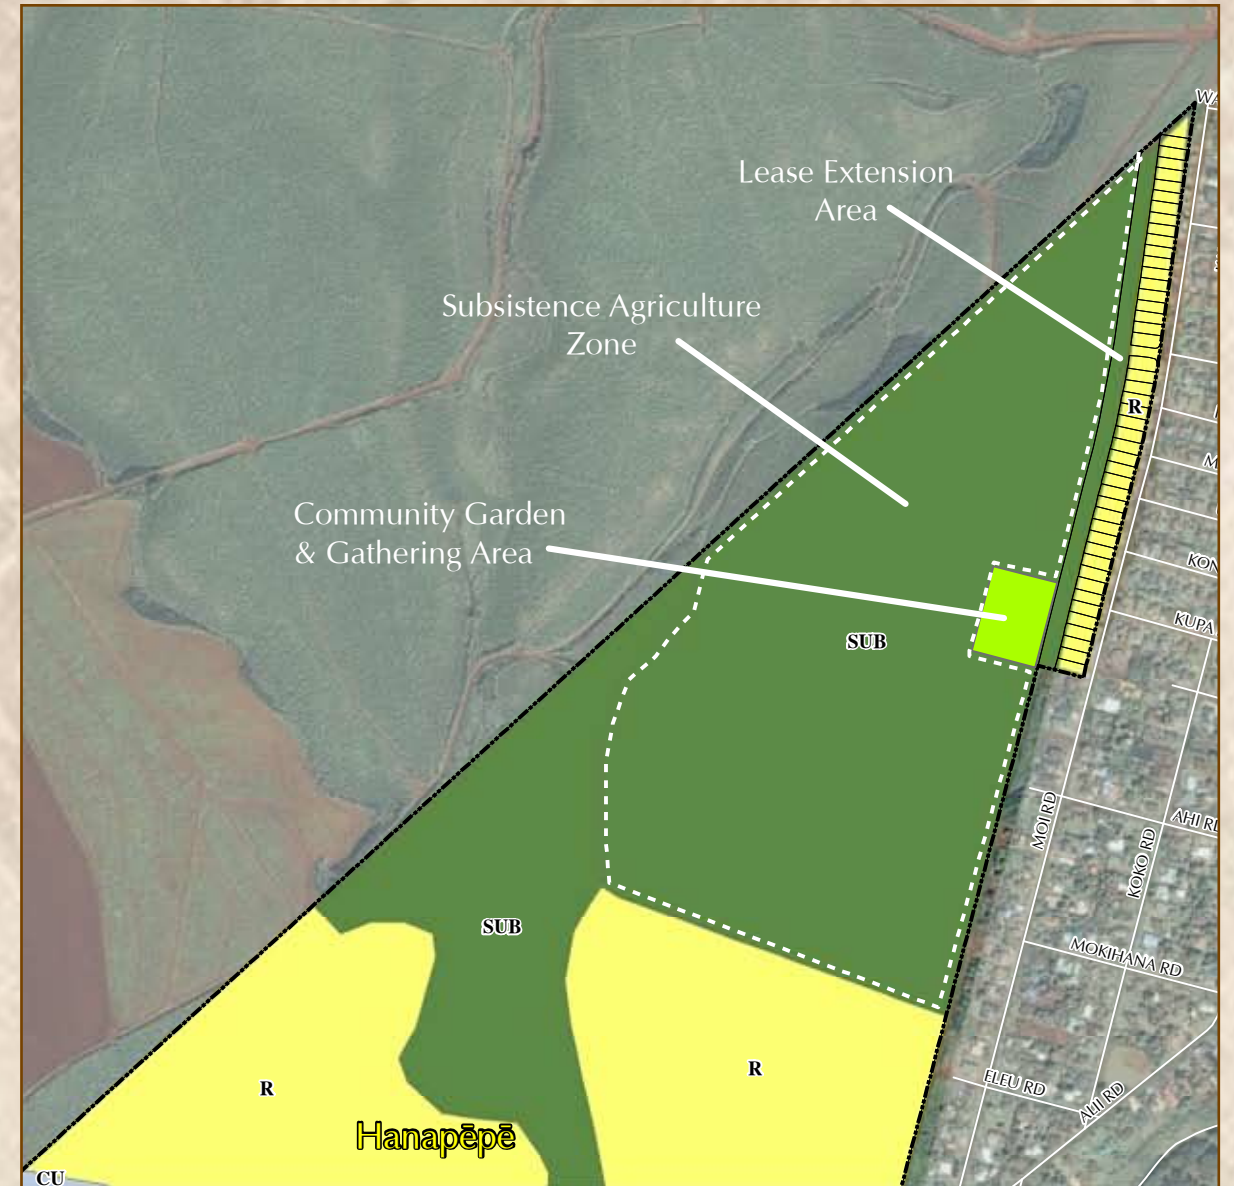 Lease Extension
Area
Subsistence Agriculture
Zone
R
Community Garden
& Gathering Area
KUPA
SUB
MOI RD
AHI RD
KOKO RD
SUB
MOKIHANA RD
R
R
ELEU RD
ALII RD
Hanapēpē
CU